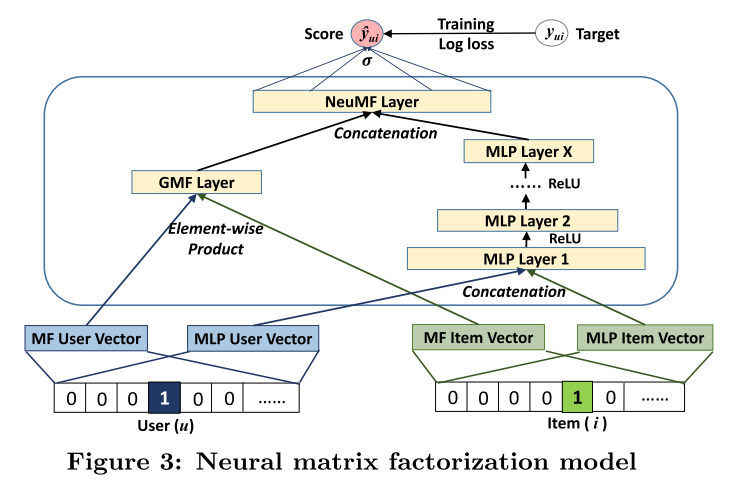 Score ŷui Training yui Target
Log loss
σ
NeuMF Layer
Concatenation
MLP Layer X
GMF Layer
...... ReLU
Element-wise
Product
MLP Layer 2
ReLU
MLP Layer 1
Concatenation
MF User Vector MLP User Vector MF Item Vector MLP Item Vector
0 0 0 1 0 0 ...... 0 0 0 0 1 0 ......
User (u) Item ( i )
Figure 3: Neural matrix factorization model